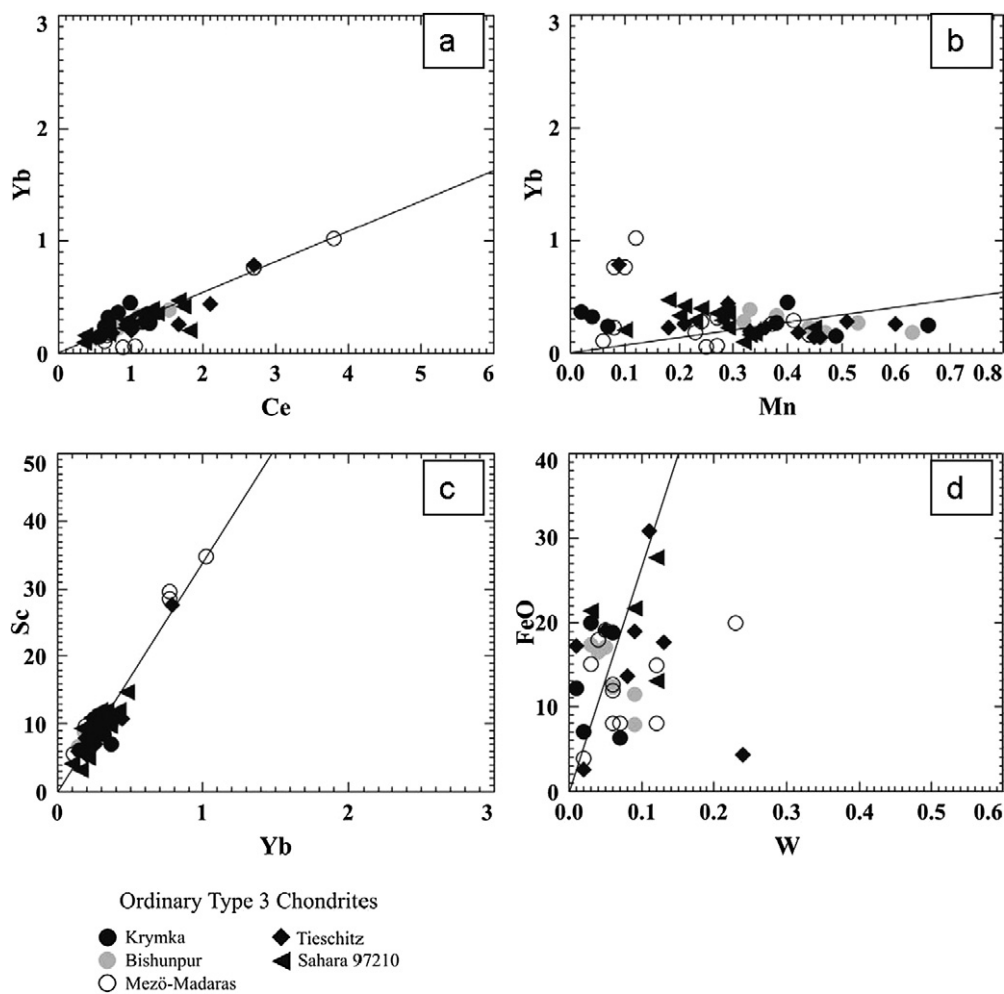 a
b
3
2
1
0
Yb
0
1
2
3
4
5
6
Ce
3
2
1
0
Yb
0.0
0.1
0.2
0.3
0.4
0.5
0.6
0.7
0.8
Mn
c
d
50
40
30
20
10
0
Sc
0
1
2
3
Yb
40
30
20
10
0
FeO
0.0
0.1
0.2
0.3
0.4
0.5
0.6
W
Ordinary Type 3 Chondrites
Krymka
Tieschitz
Bishunpur
Sahara 97210
Mezö-Madaras